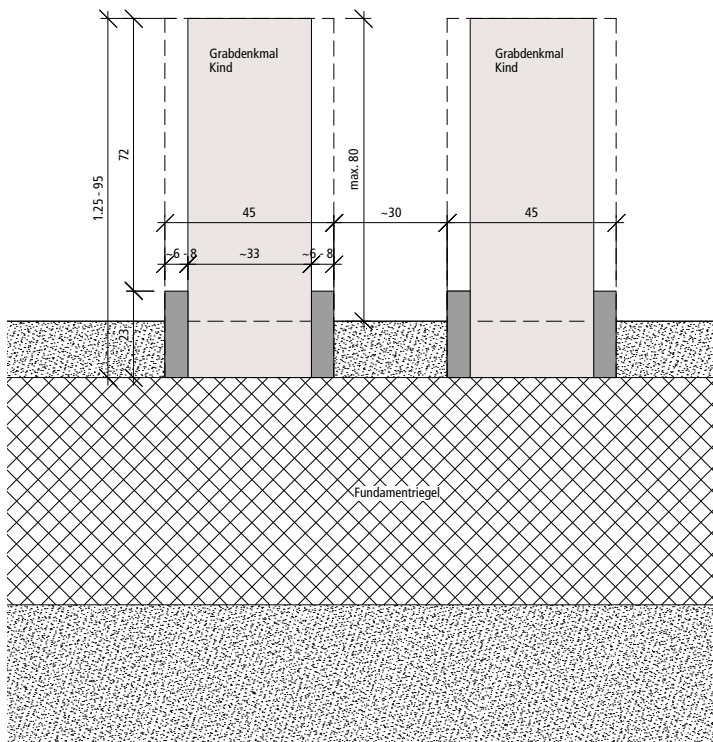 Grabdenkmal
Kind
Grabdenkmal
Kind
1.25 - 95
72
max. 80
45
~30
45
~6 - 8
~33
~6 - 8
23
Fundamentriegel